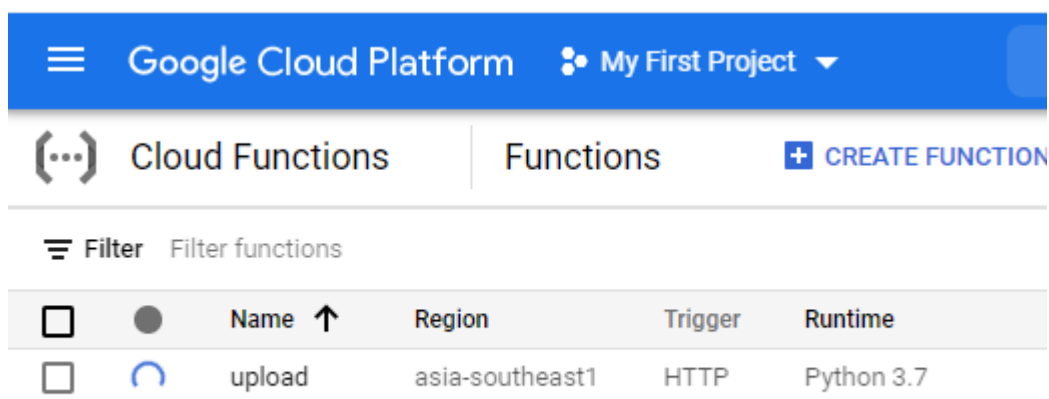 Google Cloud Platform My First Project
Cloud Functions Functions CREATE FUNCTION
Filter Filter functions
Name Region Trigger Runtime
upload asia-southeast1 HTTP Python 3.7